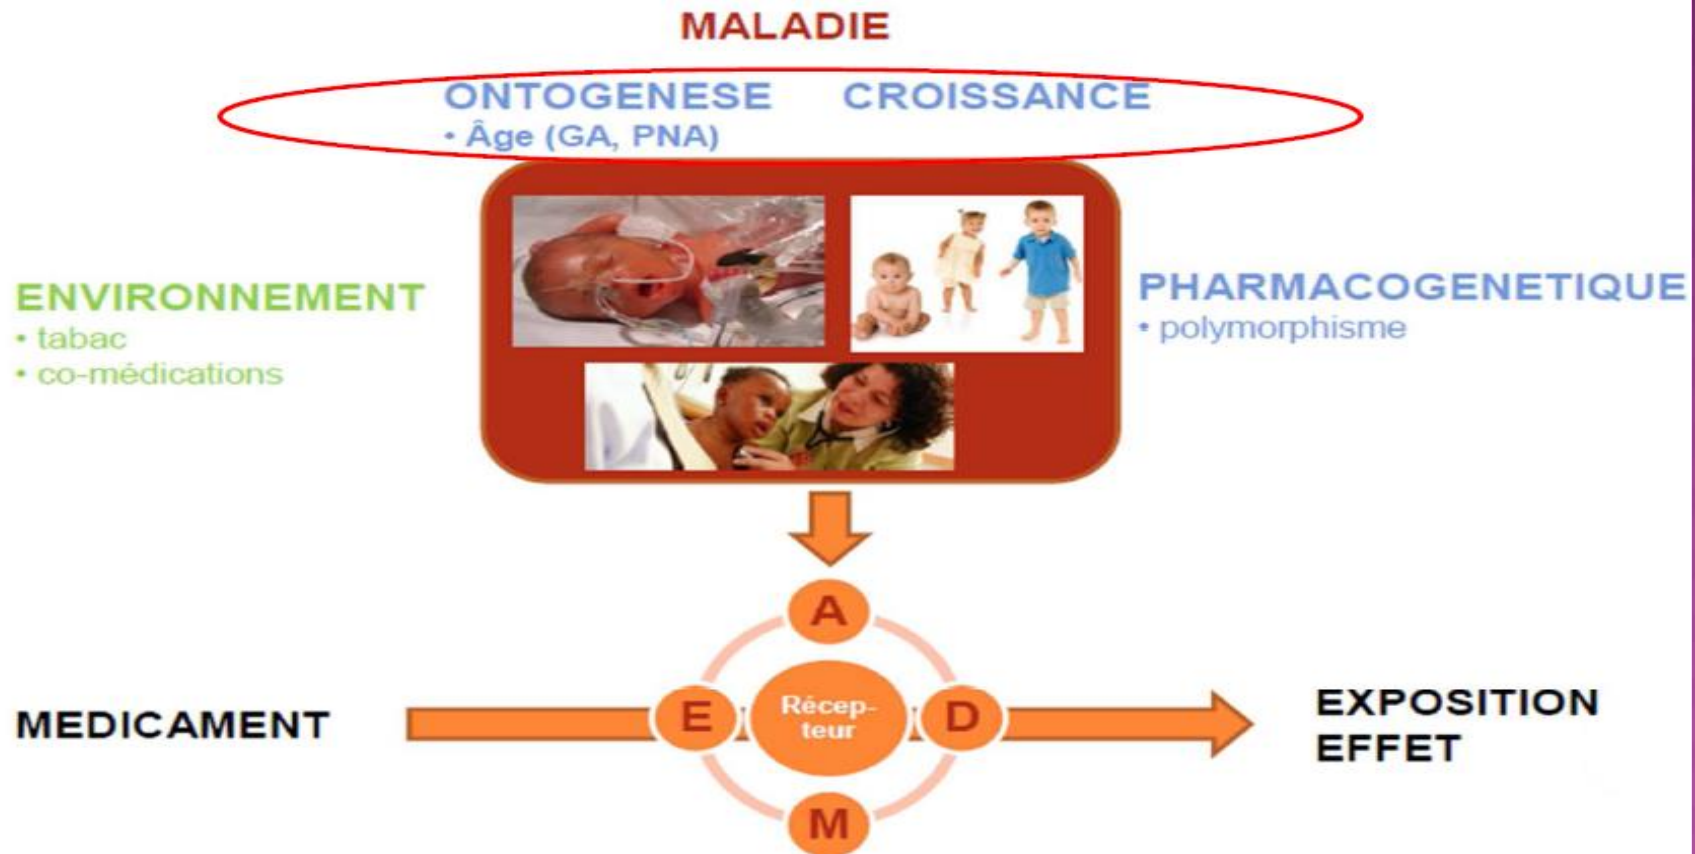 MALADIE
ONTOGENESE CROISSANCE
• Âge (GA, PNA)
ENVIRONNEMENT
• tabac
• co-médications
PHARMACOGENETIQUE
• polymorphisme
A
MEDICAMENT
E
Récep-
teur
D
EXPOSITION
EFFET
M